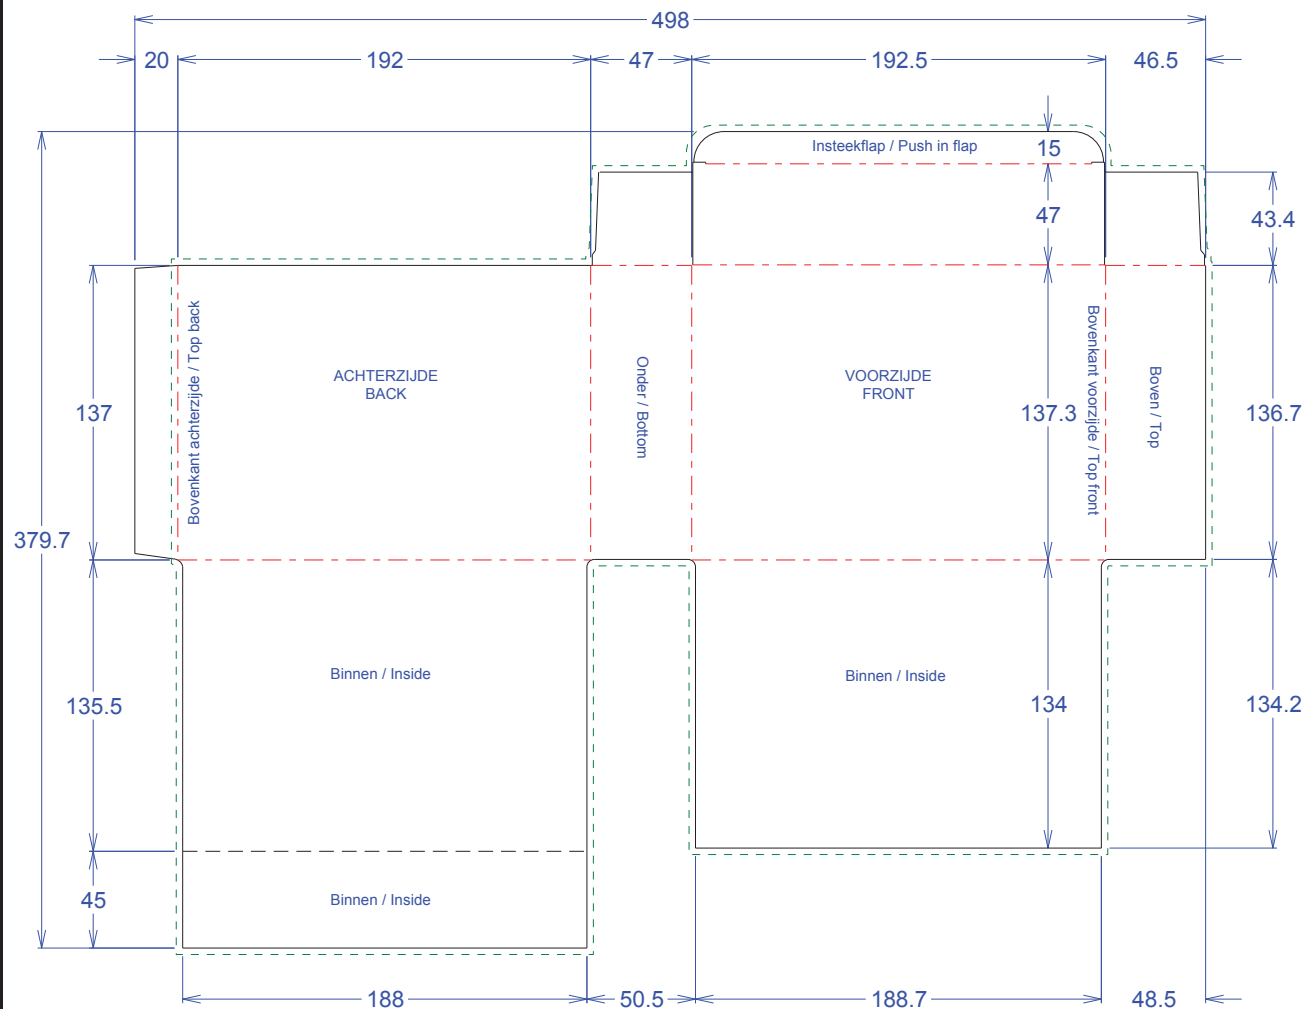 498
20
192
47
192.5
46.5
Insteekflap / Push in flap
15
47
43.4
Bovenkant achterzijde / Top back
ACHTERZIJDE
BACK
Onder / Bottom
VOORZIJDE
FRONT
Bovenkant voorzijde / Top front
Boven / Top
137
137.3
136.7
379.7
Binnen / Inside
Binnen / Inside
135.5
134
134.2
45
Binnen / Inside
188
50.5
188.7
48.5